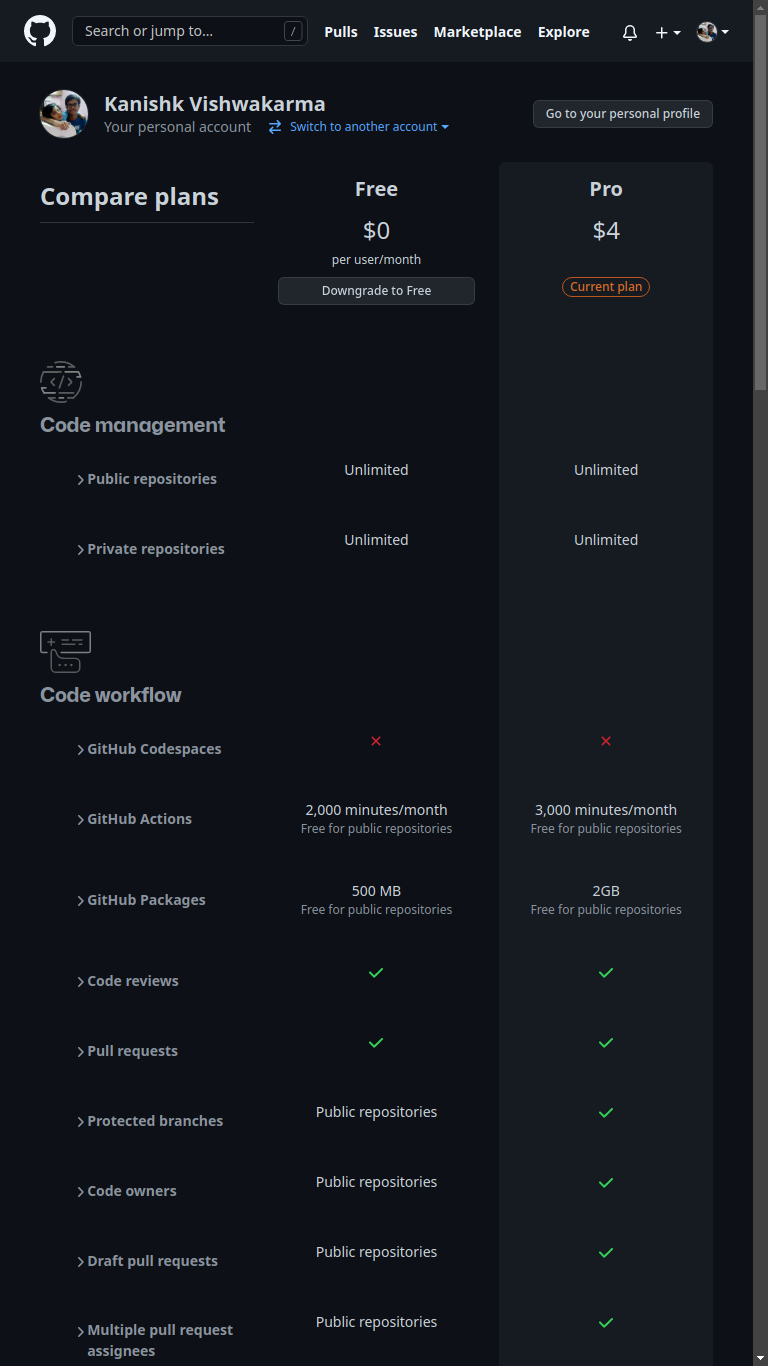 Search or jump to...
/
Pulls
Issues
Marketplace
Explore
Kanishk Vishwakarma
Your personal account
Switch to another account
Go to your personal profile
Compare plans
Free
$0
per user/month
Downgrade to Free
Pro
$4
Current plan
Code management
Public repositories
Unlimited
Unlimited
Private repositories
Unlimited
Unlimited
Code workflow
GitHub Codespaces
GitHub Actions
2,000 minutes/month
Free for public repositories
3,000 minutes/month
Free for public repositories
GitHub Packages
500 MB
Free for public repositories
2GB
Free for public repositories
Code reviews
Pull requests
Protected branches
Public repositories
Code owners
Public repositories
Draft pull requests
Public repositories
Multiple pull request
assignees
Public repositories